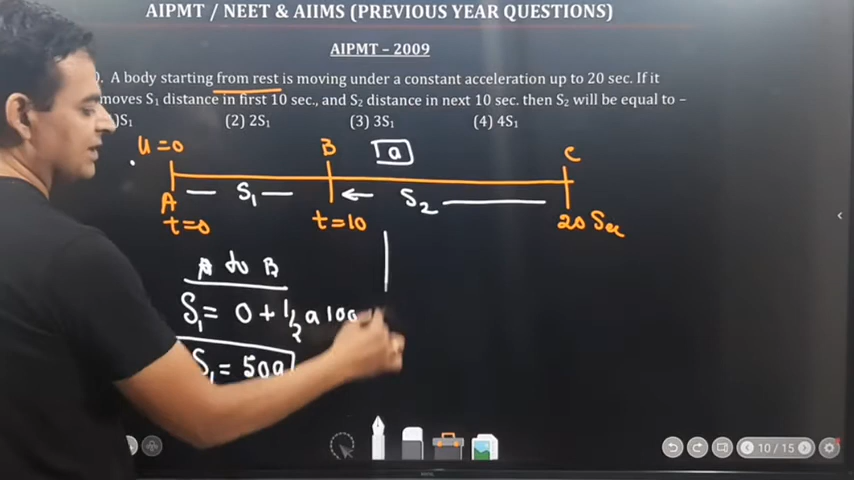 AIPMT / NEET & AIIMS (PREVIOUS YEAR QUESTIONS)
AIPMT – 2009
. A body starting from rest is moving under a constant acceleration up to 20 sec. If it
moves S₁ distance in first 10 sec., and S₂ distance in next 10 sec. then S₂ will be equal to –
)S₁ (2) 2S₁ (3) 3S₁ (4) 4S₁
u=0 B a C
S₁ S₂
A
t=0 t=10 20 Sec
A to B
S₁ = 0 + 1/2 a 100
S₁ = 50a
10 / 15